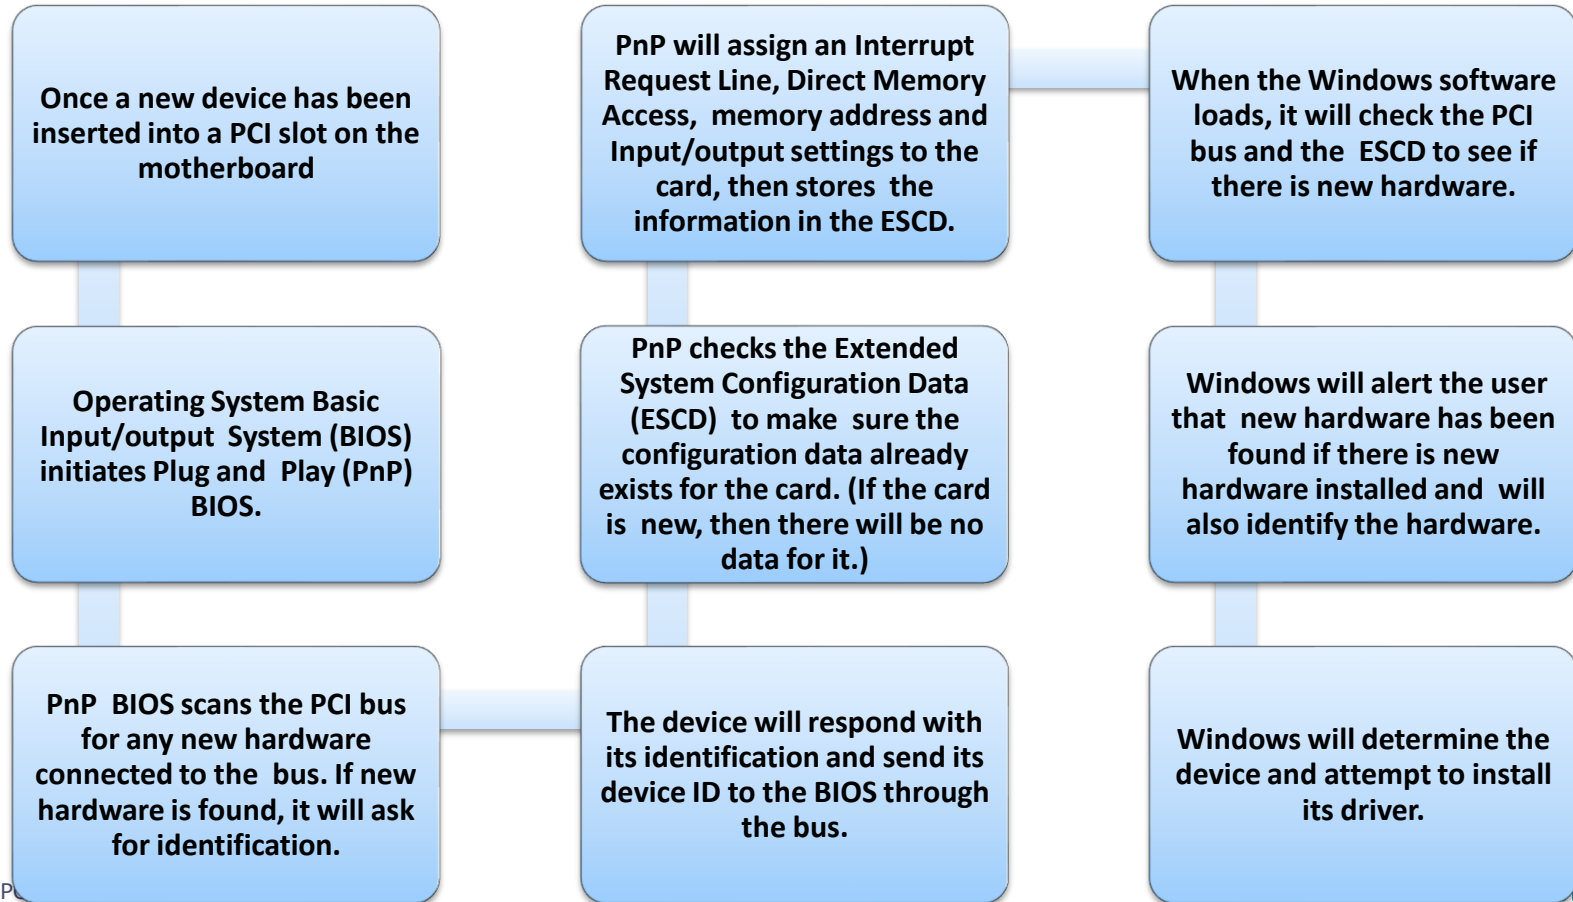 Once a new device has been
inserted into a PCI slot on the
motherboard
Operating System Basic
Input/output System (BIOS)
initiates Plug and Play (PnP)
BIOS.
PnP BIOS scans the PCI bus
for any new hardware
connected to the bus. If new
hardware is found, it will ask
for identification.
The device will respond with
its identification and send its
device ID to the BIOS through
the bus.
PnP checks the Extended
System Configuration Data
(ESCD) to make sure the
configuration data already
exists for the card. (If the card
is new, then there will be no
data for it.)
PnP will assign an Interrupt
Request Line, Direct Memory
Access, memory address and
Input/output settings to the
card, then stores the
information in the ESCD.
When the Windows software
loads, it will check the PCI
bus and the ESCD to see if
there is new hardware.
Windows will alert the user
that new hardware has been
found if there is new
hardware installed and will
also identify the hardware.
Windows will determine the
device and attempt to install
its driver.